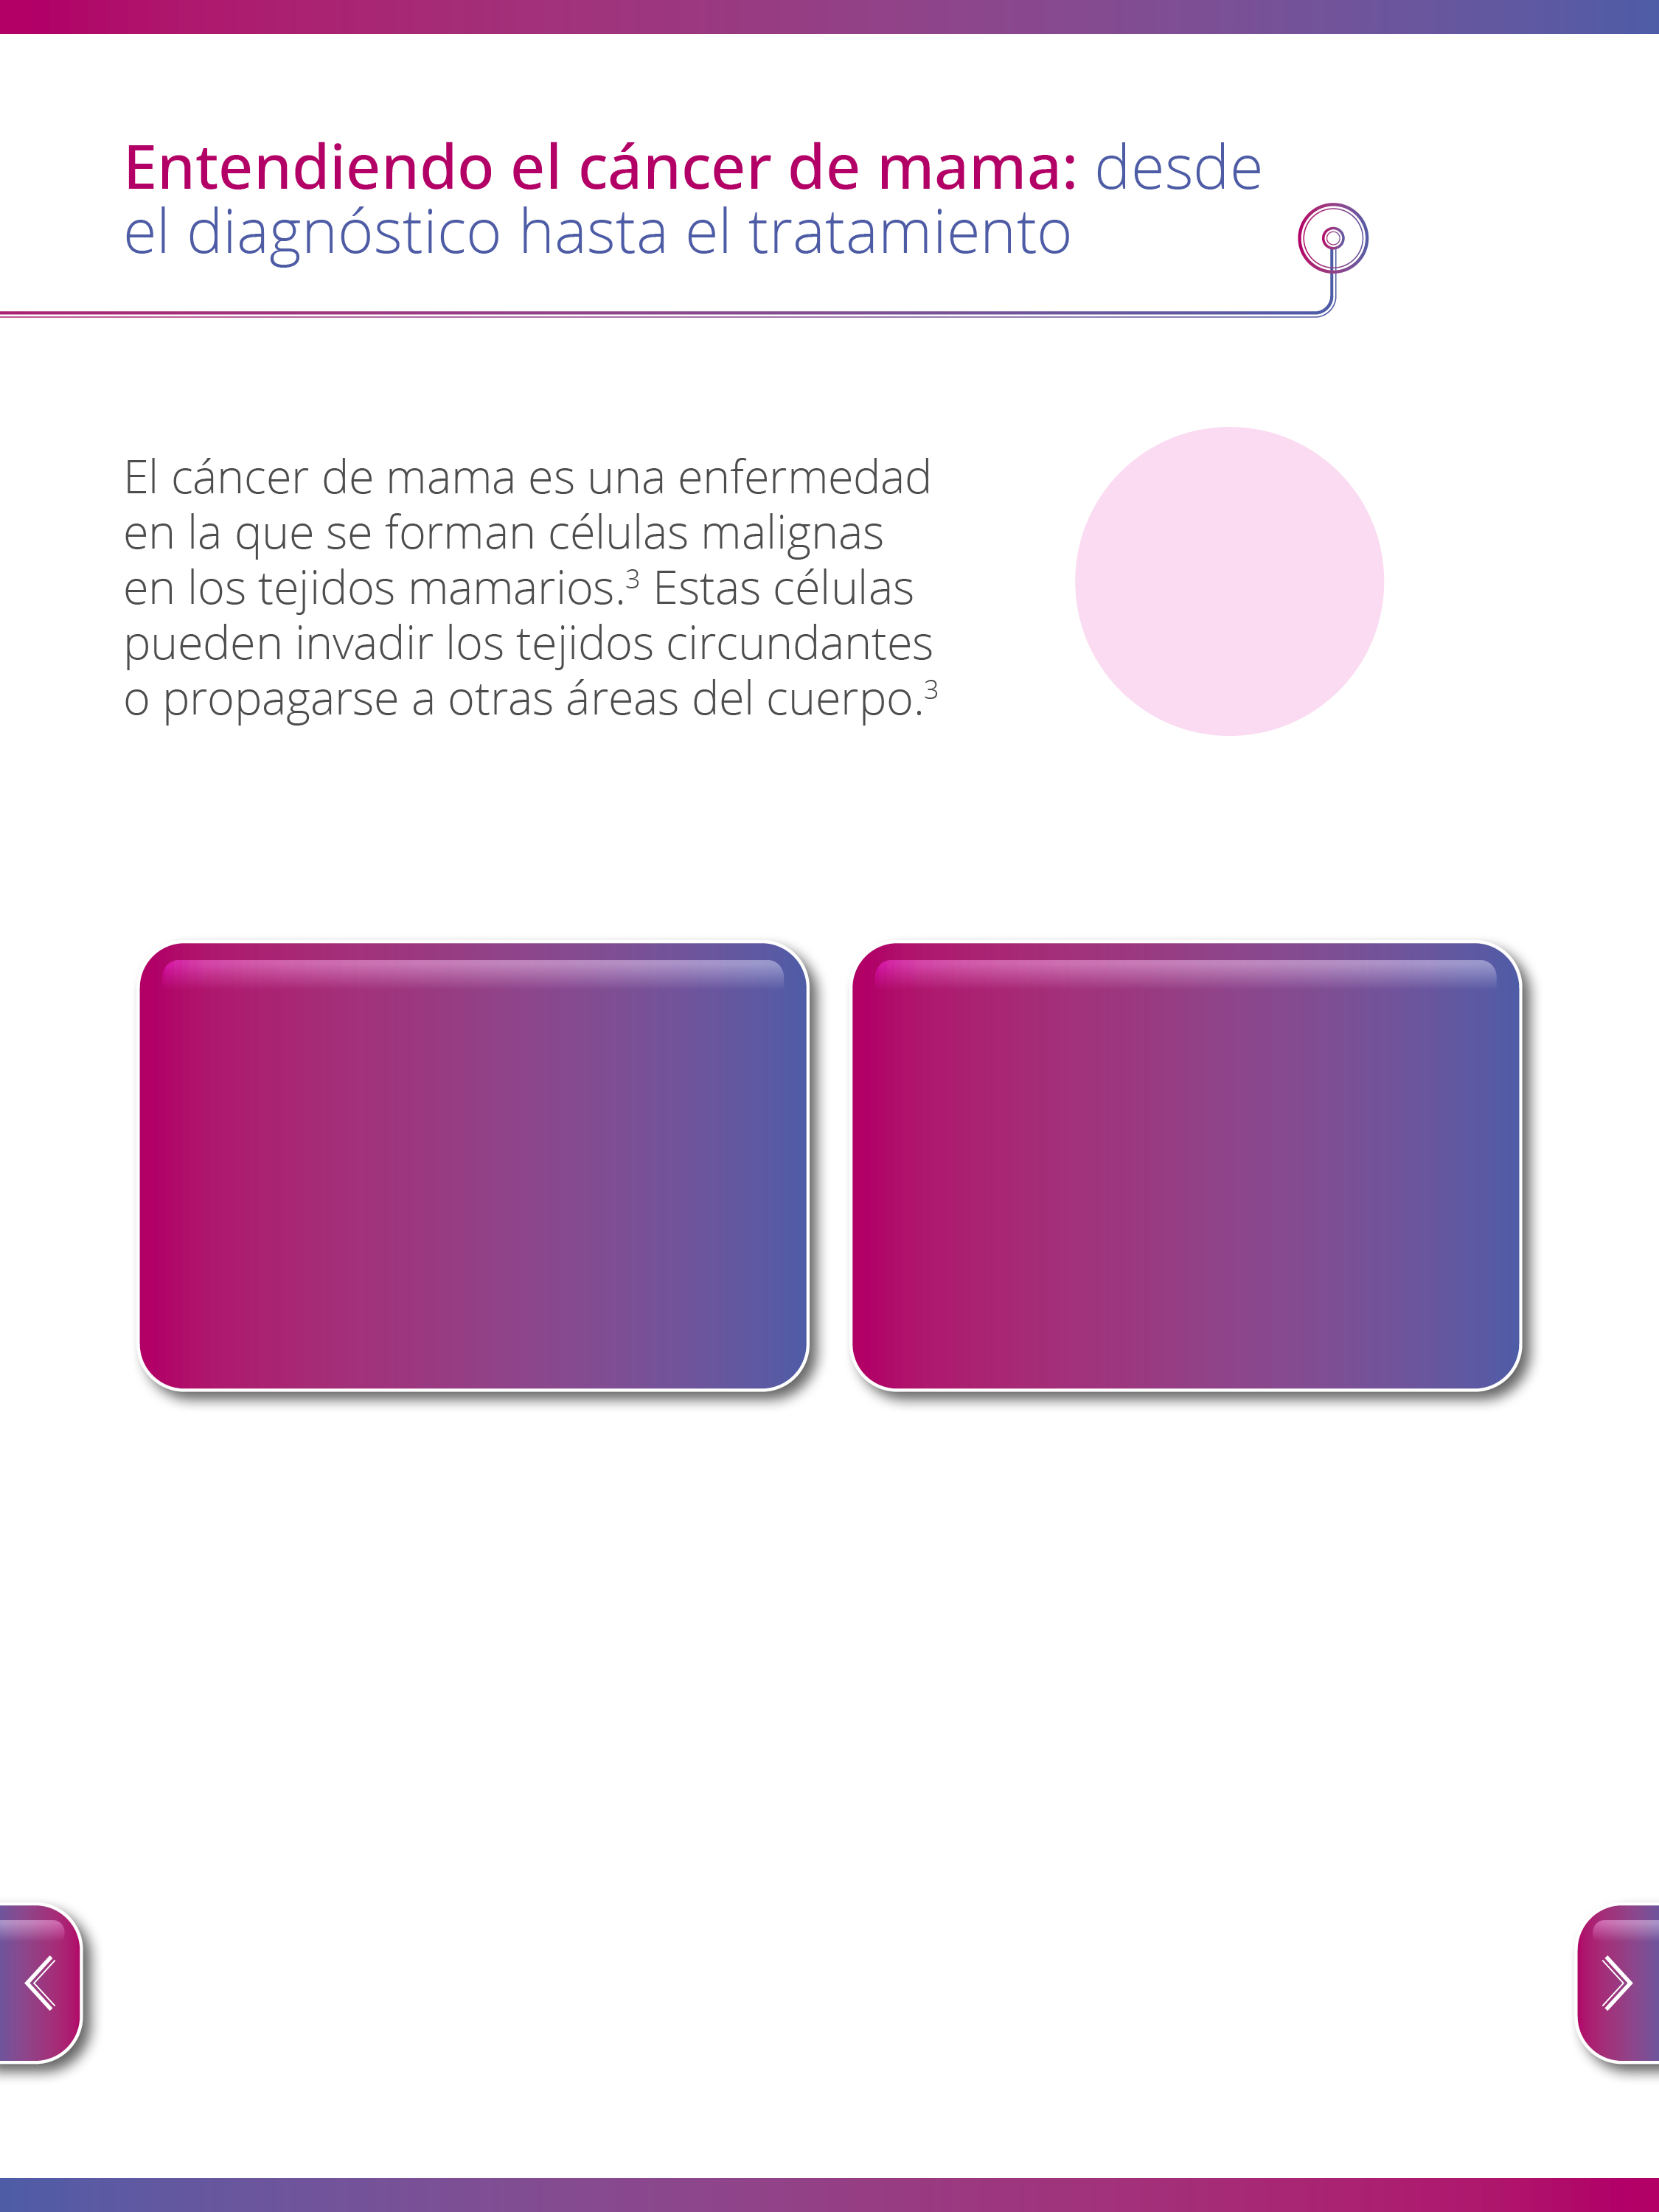 Entendiendo el cáncer de mama: desde
el diagnóstico hasta el tratamiento
El cáncer de mama es una enfermedad
en la que se forman células malignas
en los tejidos mamarios.³ Estas células
pueden invadir los tejidos circundantes
o propagarse a otras áreas del cuerpo.³